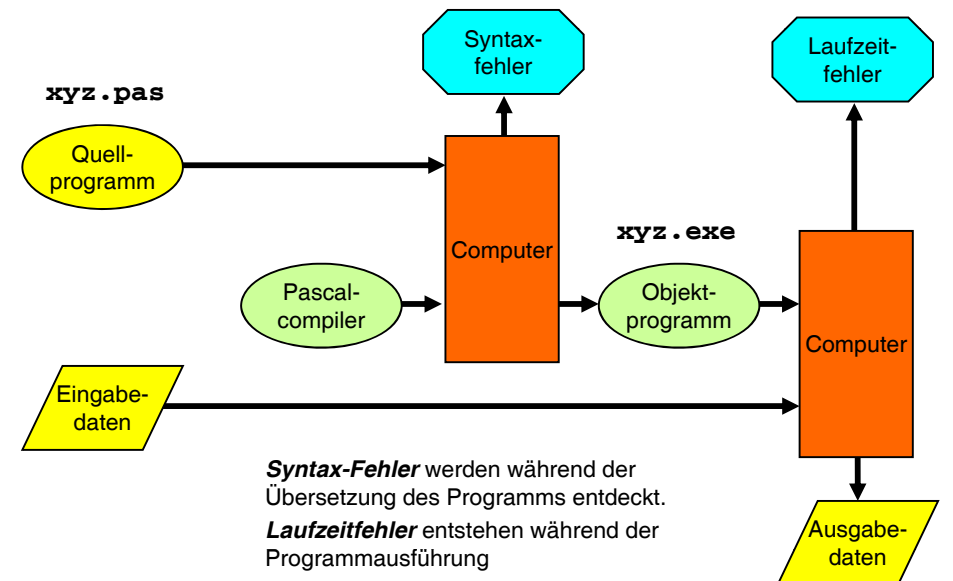 Syntax-
fehler
Laufzeit-
fehler
xyz.pas
Quell-
programm
Computer
xyz.exe
Pascal-
compiler
Objekt-
programm
Computer
Eingabe-
daten
Syntax-Fehler werden während der
Übersetzung des Programms entdeckt.
Laufzeitfehler entstehen während der
Programmausführung
Ausgabe-
daten